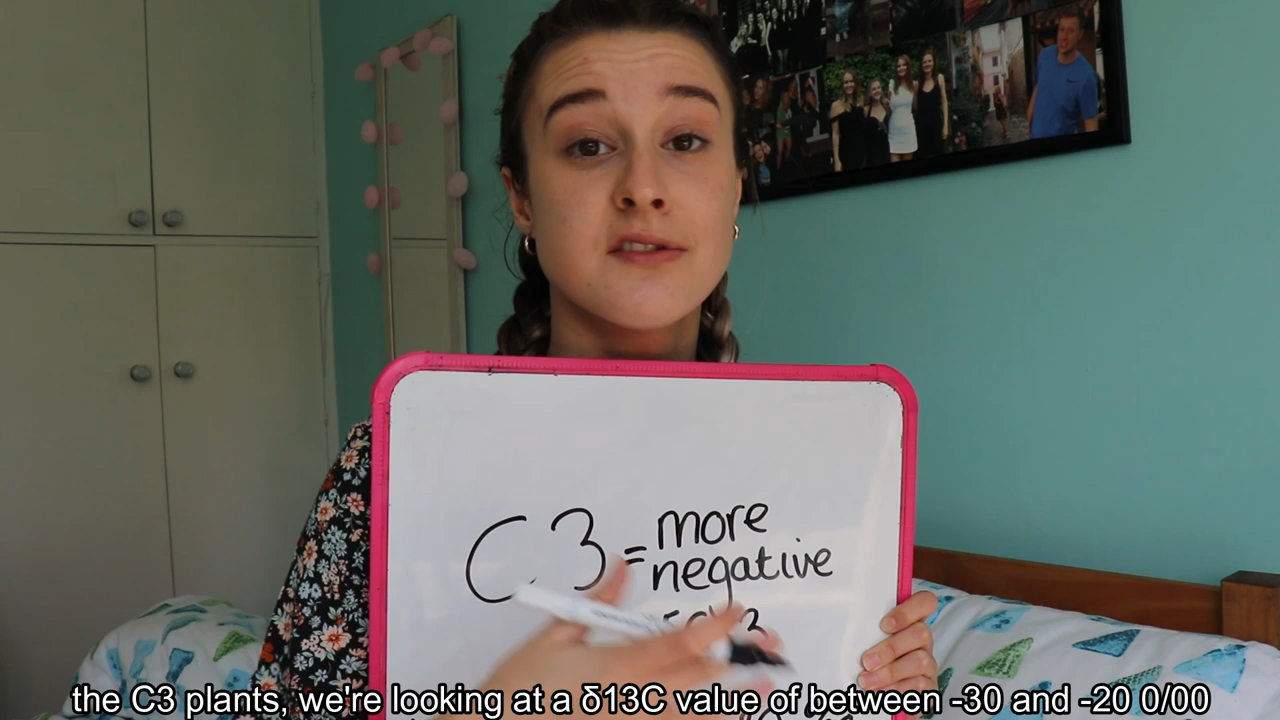 C3 = more
negative
the C3 plants, we're looking at a δ13C value of between -30 and -20 0/00